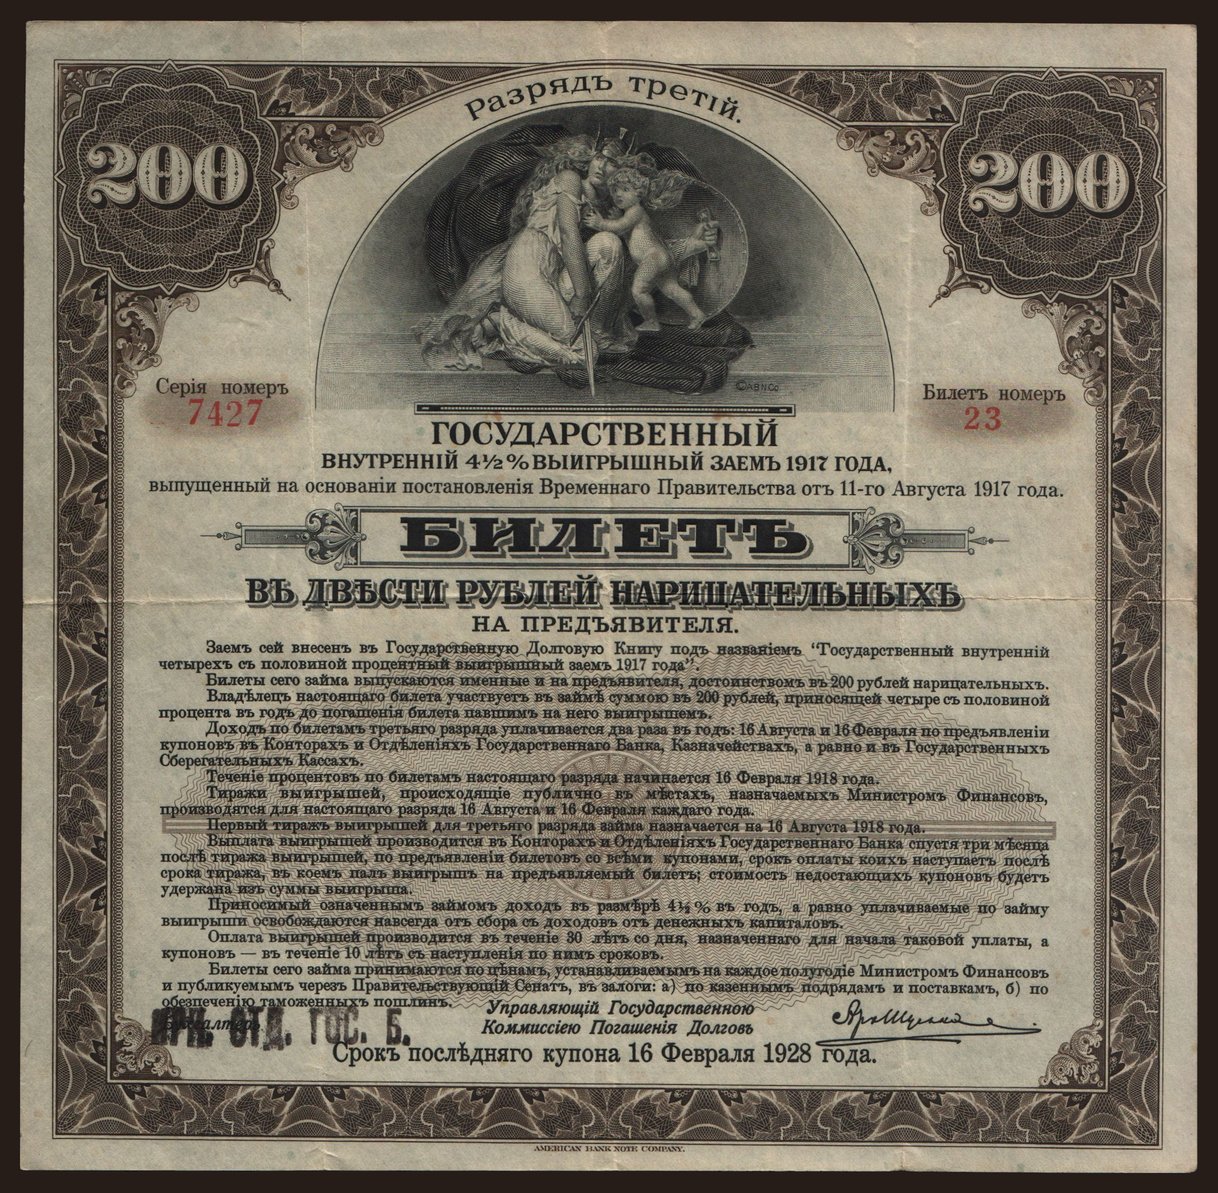 Разрядъ третій.
200
200
©ABNCo
Серія номеръ
7427
Билетъ номеръ
23
ГОСУДАРСТВЕННЫЙ
ВНУТРЕННІЙ 4½% ВЫИГРЫШНЫЙ ЗАЕМЪ 1917 ГОДА,
выпущенный на основаніи постановленія Временнаго Правительства отъ 11-го Августа 1917 года.
БИЛЕТЪ
ВЪ ДВѢСТИ РУБЛЕЙ НАРИЦАТЕЛЬНЫХЪ
НА ПРЕДЪЯВИТЕЛЯ.
Заемъ сей внесенъ въ Государственную Долговую Книгу подъ названіемъ “Государственный внутренній
четырехъ съ половиной процентный выигрышный заемъ 1917 года”.
Билеты сего займа выпускаются именные и на предъявителя, достоинствомъ въ 200 рублей нарицательныхъ.
Владѣлецъ настоящаго билета участвуетъ въ займѣ суммою въ 200 рублей, приносящей четыре съ половиной
процента въ годъ до погашенія билета павшимъ на него выигрышемъ.
Доходъ по билетамъ третьяго разряда уплачивается два раза въ годъ: 16 Августа и 16 Февраля по предъявленіи
купоновъ въ Конторахъ и Отдѣленіяхъ Государственнаго Банка, Казначействахъ, а равно и въ Государственныхъ
Сберегательныхъ Кассахъ.
Теченіе процентовъ по билетамъ настоящаго разряда начинается 16 Февраля 1918 года.
Тиражи выигрышей, происходящіе публично въ мѣстахъ, назначаемыхъ Министромъ Финансовъ,
производятся для настоящаго разряда 16 Августа и 16 Февраля каждаго года.
Первый тиражъ выигрышей для третьяго разряда займа назначается на 16 Августа 1918 года.
Выплата выигрышей производится въ Конторахъ и Отдѣленіяхъ Государственнаго Банка спустя три мѣсяца
послѣ тиража выигрышей, по предъявленіи билетовъ со всѣми купонами, срокъ оплаты коихъ наступаетъ послѣ
срока тиража, въ коемъ палъ выигрышъ на предъявляемый билетъ; стоимость недостающихъ купоновъ будетъ
удержана изъ суммы выигрыша.
Приносимый означеннымъ займомъ доходъ въ размѣрѣ 4½% въ годъ, а равно уплачиваемые по займу
выигрыши освобождаются навсегда отъ сбора съ доходовъ отъ денежныхъ капиталовъ.
Оплата выигрышей производится въ теченіе 30 лѣтъ со дня, назначеннаго для начала таковой уплаты, а
купоновъ — въ теченіе 10 лѣтъ съ наступленія по нимъ сроковъ.
Билеты сего займа принимаются по цѣнамъ, устанавливаемымъ на каждое полугодіе Министромъ Финансовъ
и публикуемымъ черезъ Правительствующій Сенатъ, въ залоги: а) по казеннымъ подрядамъ и поставкамъ, б) по
обезпеченію таможенныхъ пошлинъ.
Управляющій Государственною
Коммиссіею Погашенія Долговъ
Бухгалтеръ
ИРК. ОТД. ГОС. Б.
Срокъ послѣдняго купона 16 Февраля 1928 года.
AMERICAN BANK NOTE COMPANY.